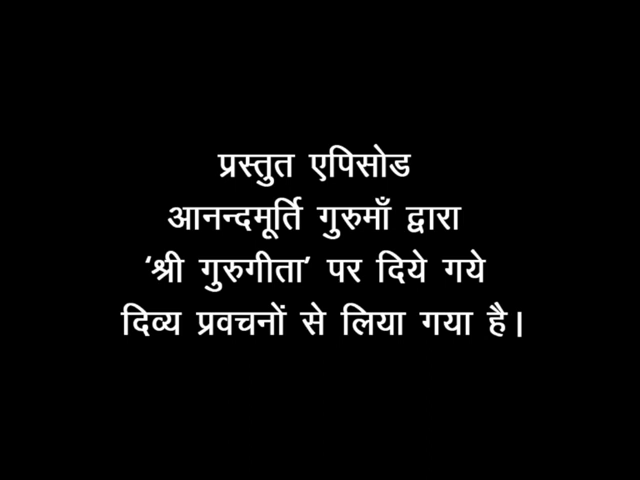 प्रस्तुत एपिसोड
आनन्दमूर्ति गुरुमाँ द्वारा
‘श्री गुरुगीता’ पर दिये गये
दिव्य प्रवचनों से लिया गया है।